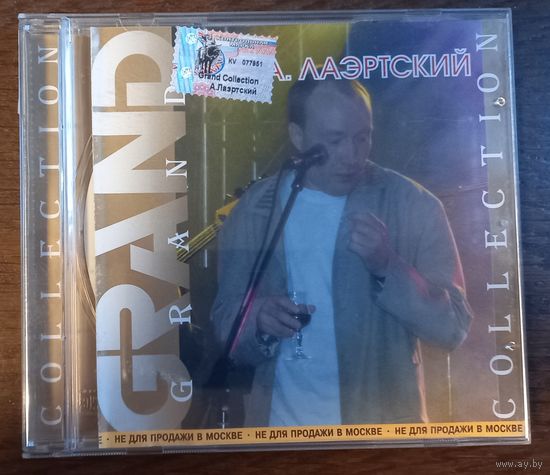 COLLECTION
GRAND
GRAND
KV 077851
Grand Collection
А.Лаэртский
А. ЛАЭРТСКИЙ
COLLECTION
Е • НЕ ДЛЯ ПРОДАЖИ В МОСКВЕ • НЕ ДЛЯ ПРОДАЖИ В МОСКВЕ • НЕ ДЛЯ ПРОДАЖИ В МОСКВЕ •
www.ay.by